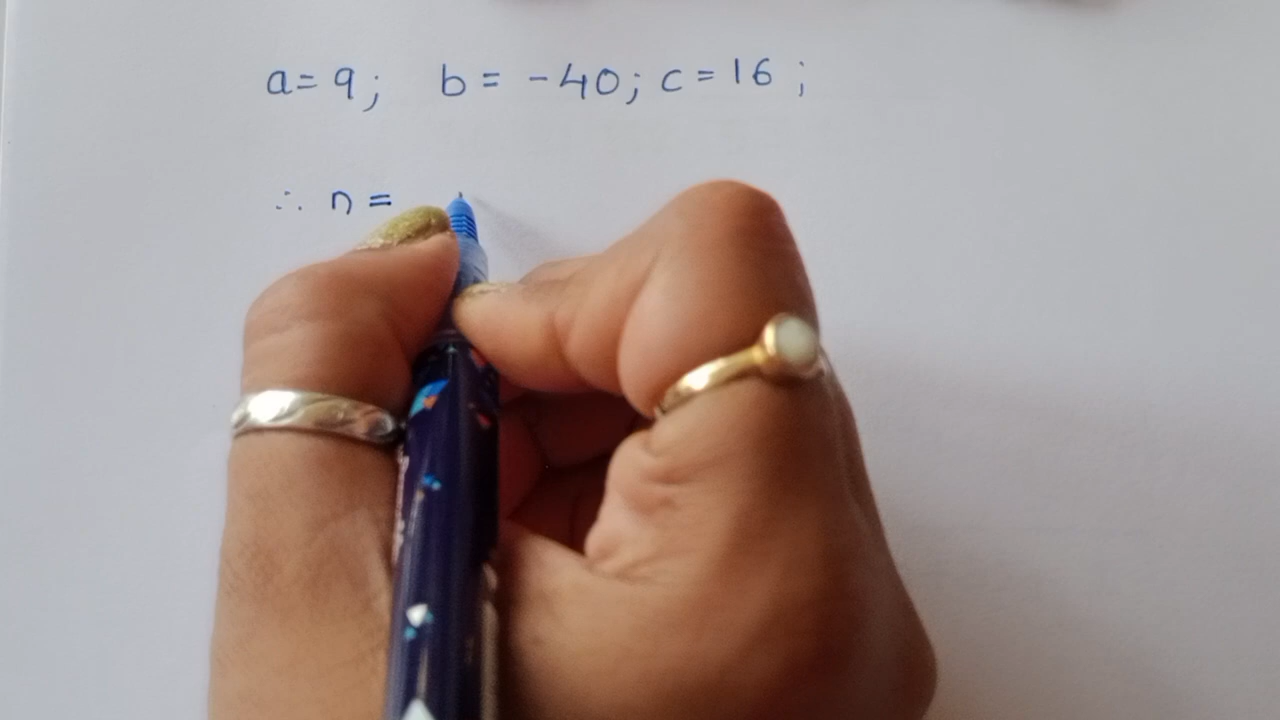 a = 9 ; b = - 40 ; c = 16 ;
∴ n =